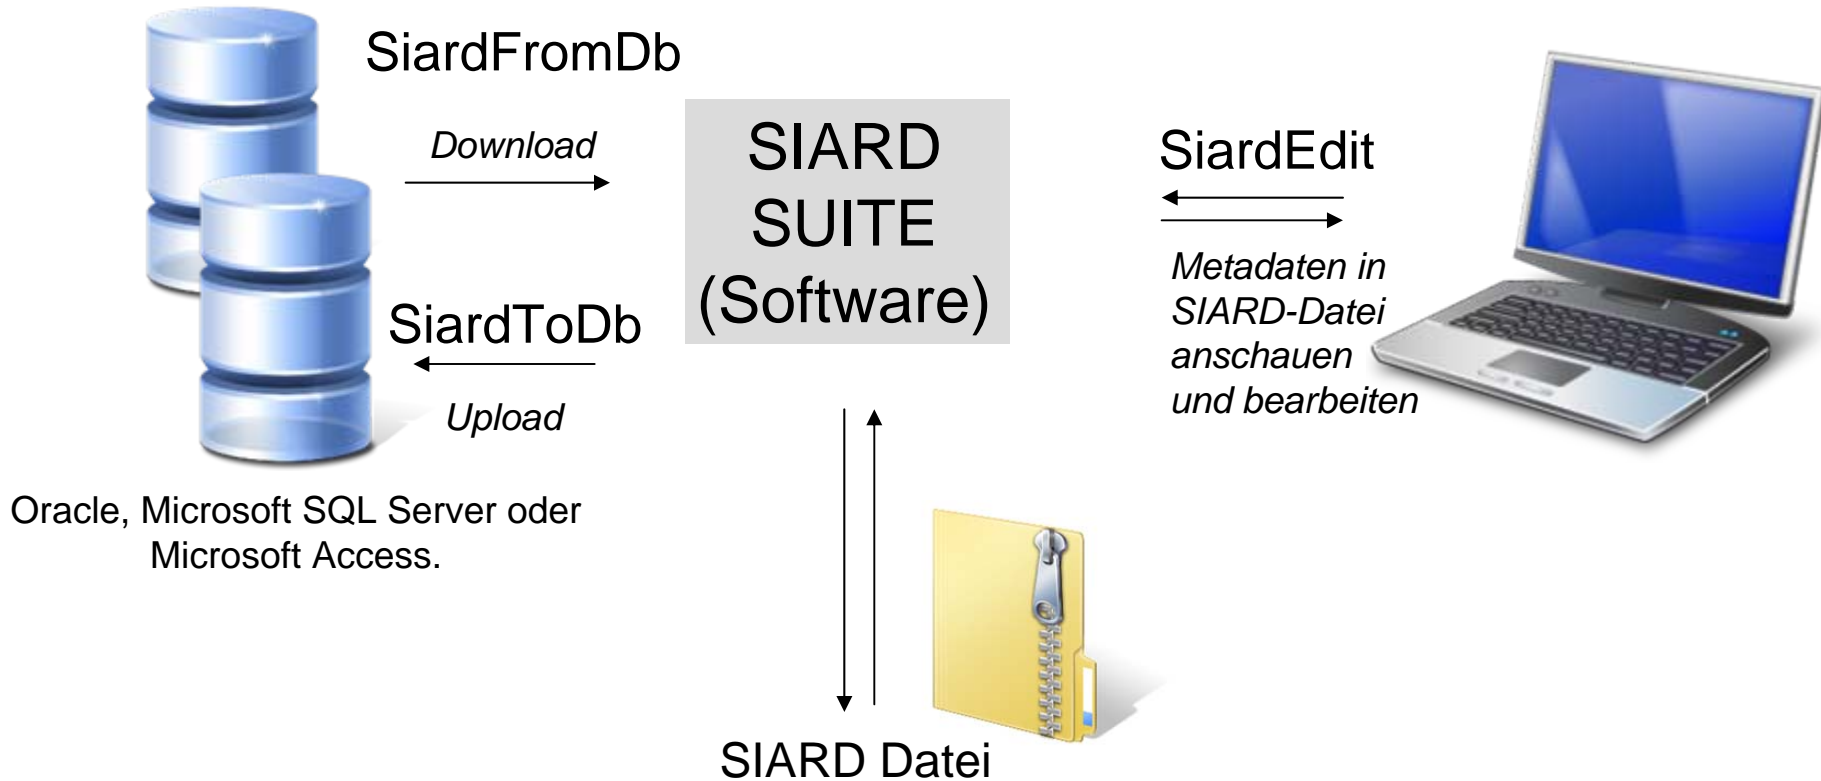 SiardFromDb
Download
SiardToDb
Upload
Oracle, Microsoft SQL Server oder
Microsoft Access.
SIARD
SUITE
(Software)
SiardEdit
Metadaten in
SIARD-Datei
anschauen
und bearbeiten
SIARD Datei